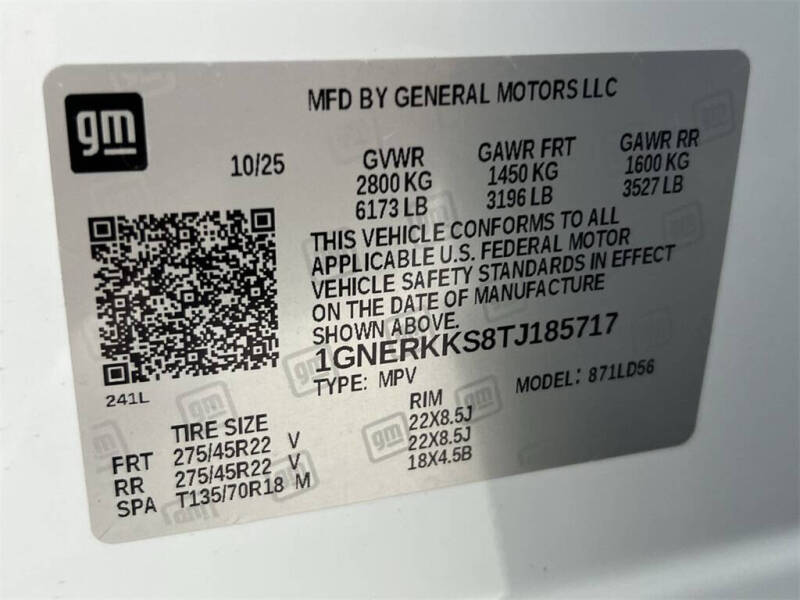 gm
MFD BY GENERAL MOTORS LLC
10/25
GVWR GAWR FRT GAWR RR
2800 KG 1450 KG 1600 KG
6173 LB 3196 LB 3527 LB
THIS VEHICLE CONFORMS TO ALL
APPLICABLE U.S. FEDERAL MOTOR
VEHICLE SAFETY STANDARDS IN EFFECT
ON THE DATE OF MANUFACTURE
SHOWN ABOVE.
1GNERKKS8TJ185717
TYPE: MPV MODEL: 871LD56
241L
TIRE SIZE RIM
FRT 275/45R22 V 22X8.5J
RR 275/45R22 V 22X8.5J
SPA T135/70R18 M 18X4.5B